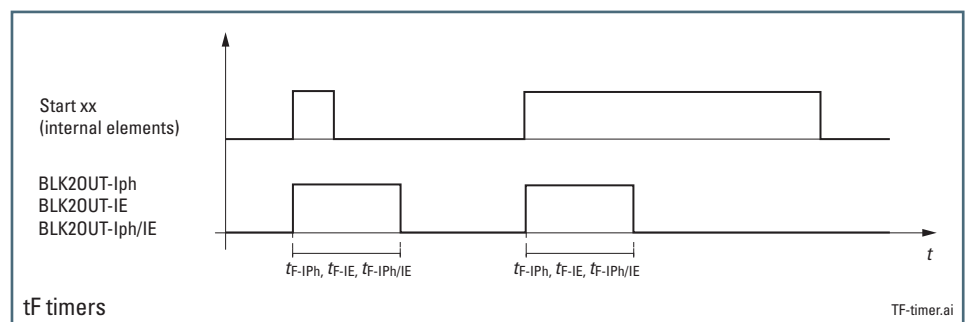 Start xx
(internal elements)
BLK2OUT-Iph
BLK2OUT-IE
BLK2OUT-Iph/IE
t
tF-IPh, tF-IE, tF-IPh/IE
tF-IPh, tF-IE, tF-IPh/IE
tF timers
TF-timer.ai